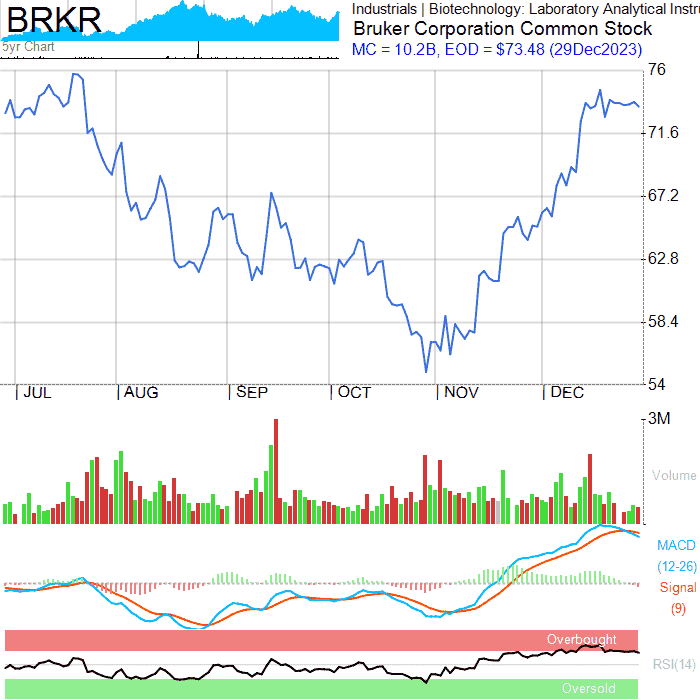 BRKR
5yr Chart
Industrials | Biotechnology: Laboratory Analytical Instru
Bruker Corporation Common Stock
MC = 10.2B, EOD = $73.48 (29Dec2023)
76
71.6
67.2
62.8
58.4
54
JUL AUG SEP OCT NOV DEC
3M
Volume
MACD
(12-26)
Signal
(9)
Overbought
RSI(14)
Oversold